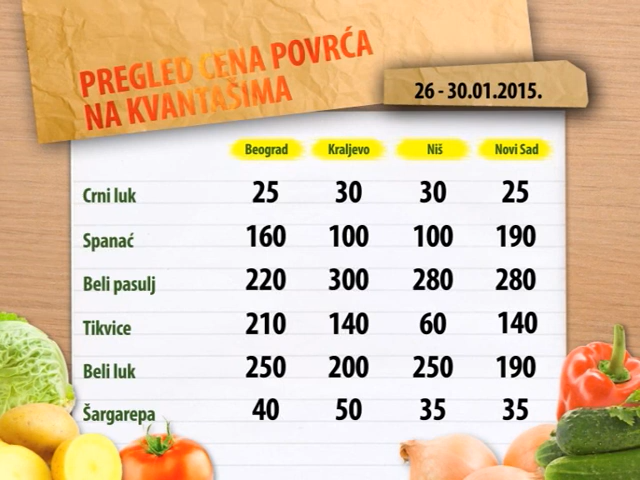 PREGLED CENA POVRĆA
NA KVANTAŠIMA
26 - 30.01.2015.
Beograd Kraljevo Niš Novi Sad
Crni luk 25 30 30 25
Spanać 160 100 100 190
Beli pasulj 220 300 280 280
Tikvice 210 140 60 140
Beli luk 250 200 250 190
Šargarepa 40 50 35 35